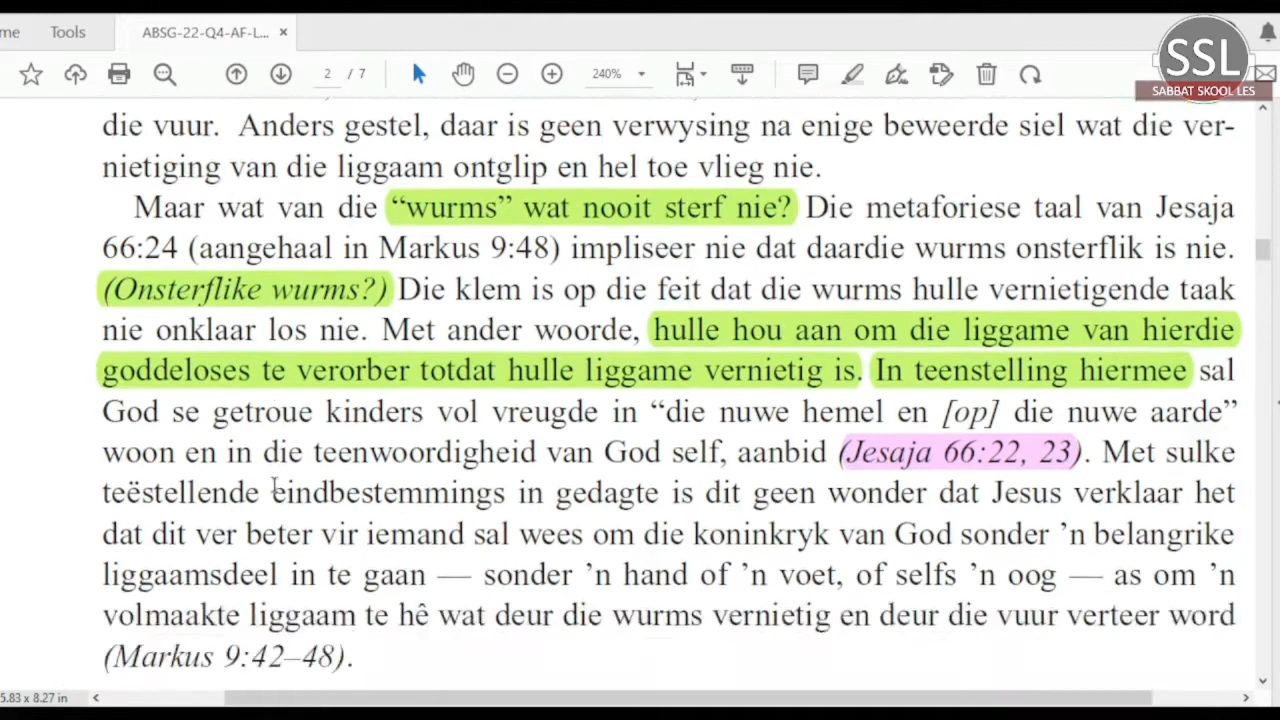 me Tools ABSG-22-Q4-AF-L... ×
SSL
SABBAT SKOOL LES
2 / 7 240%
die vuur. Anders gestel, daar is geen verwysing na enige beweerde siel wat die ver-
nietiging van die liggaam ontglip en hel toe vlieg nie.
Maar wat van die “wurms” wat nooit sterf nie? Die metaforiese taal van Jesaja
66:24 (aangehaal in Markus 9:48) impliseer nie dat daardie wurms onsterflik is nie.
(Onsterflike wurms?) Die klem is op die feit dat die wurms hulle vernietigende taak
nie onklaar los nie. Met ander woorde, hulle hou aan om die liggame van hierdie
goddeloses te verorber totdat hulle liggame vernietig is. In teenstelling hiermee sal
God se getroue kinders vol vreugde in “die nuwe hemel en [op] die nuwe aarde”
woon en in die teenwoordigheid van God self, aanbid (Jesaja 66:22, 23). Met sulke
teëstellende eindbestemmings in gedagte is dit geen wonder dat Jesus verklaar het
dat dit ver beter vir iemand sal wees om die koninkryk van God sonder ’n belangrike
liggaamsdeel in te gaan — sonder ’n hand of ’n voet, of selfs ’n oog — as om ’n
volmaakte liggaam te hê wat deur die wurms vernietig en deur die vuur verteer word
(Markus 9:42–48).
5.83 x 8.27 in